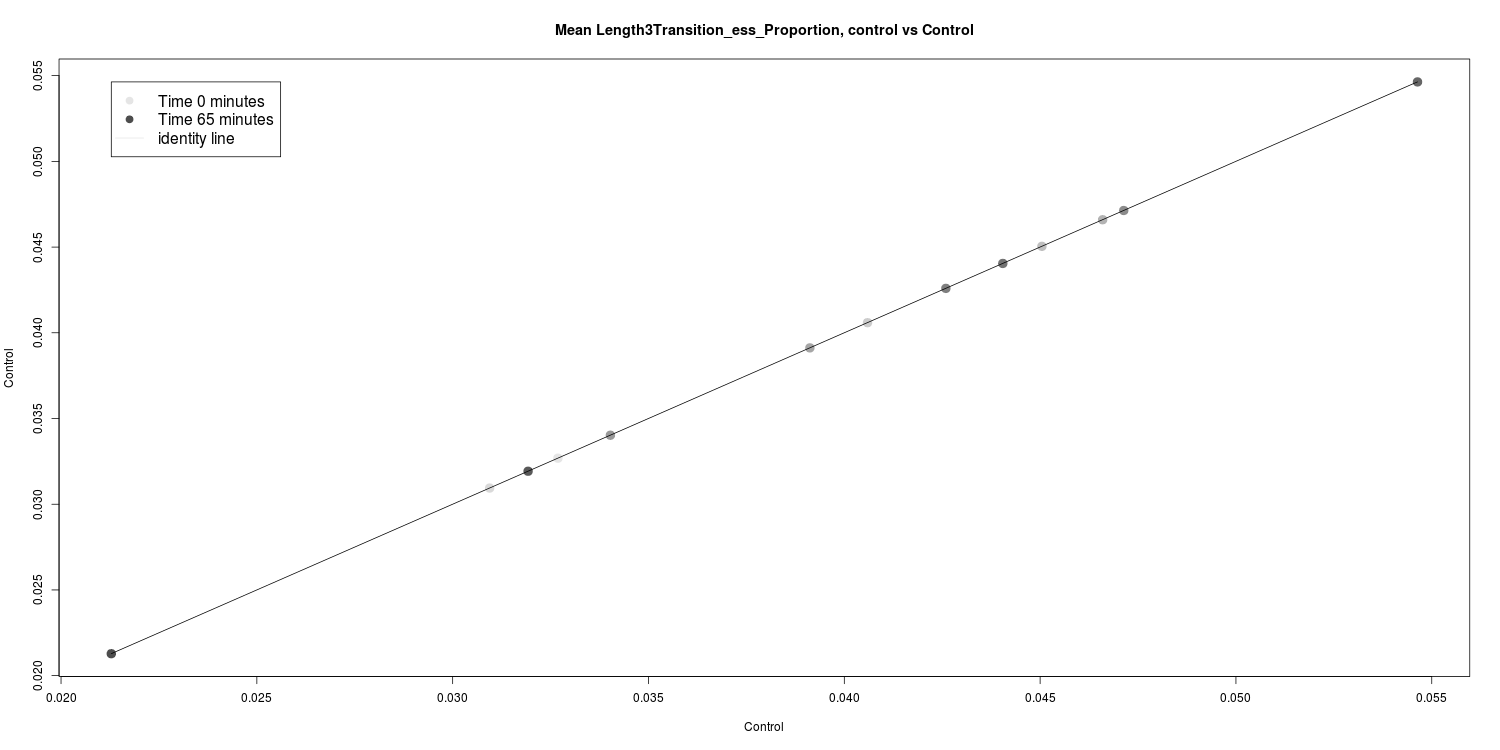 Mean Length3Transition_ess_Proportion, control vs Control
Time 0 minutes
Time 65 minutes
identity line
0.055
0.050
0.045
0.040
0.035
0.030
0.025
0.020
Control
0.020 0.025 0.030 0.035 0.040 0.045 0.050 0.055
Control